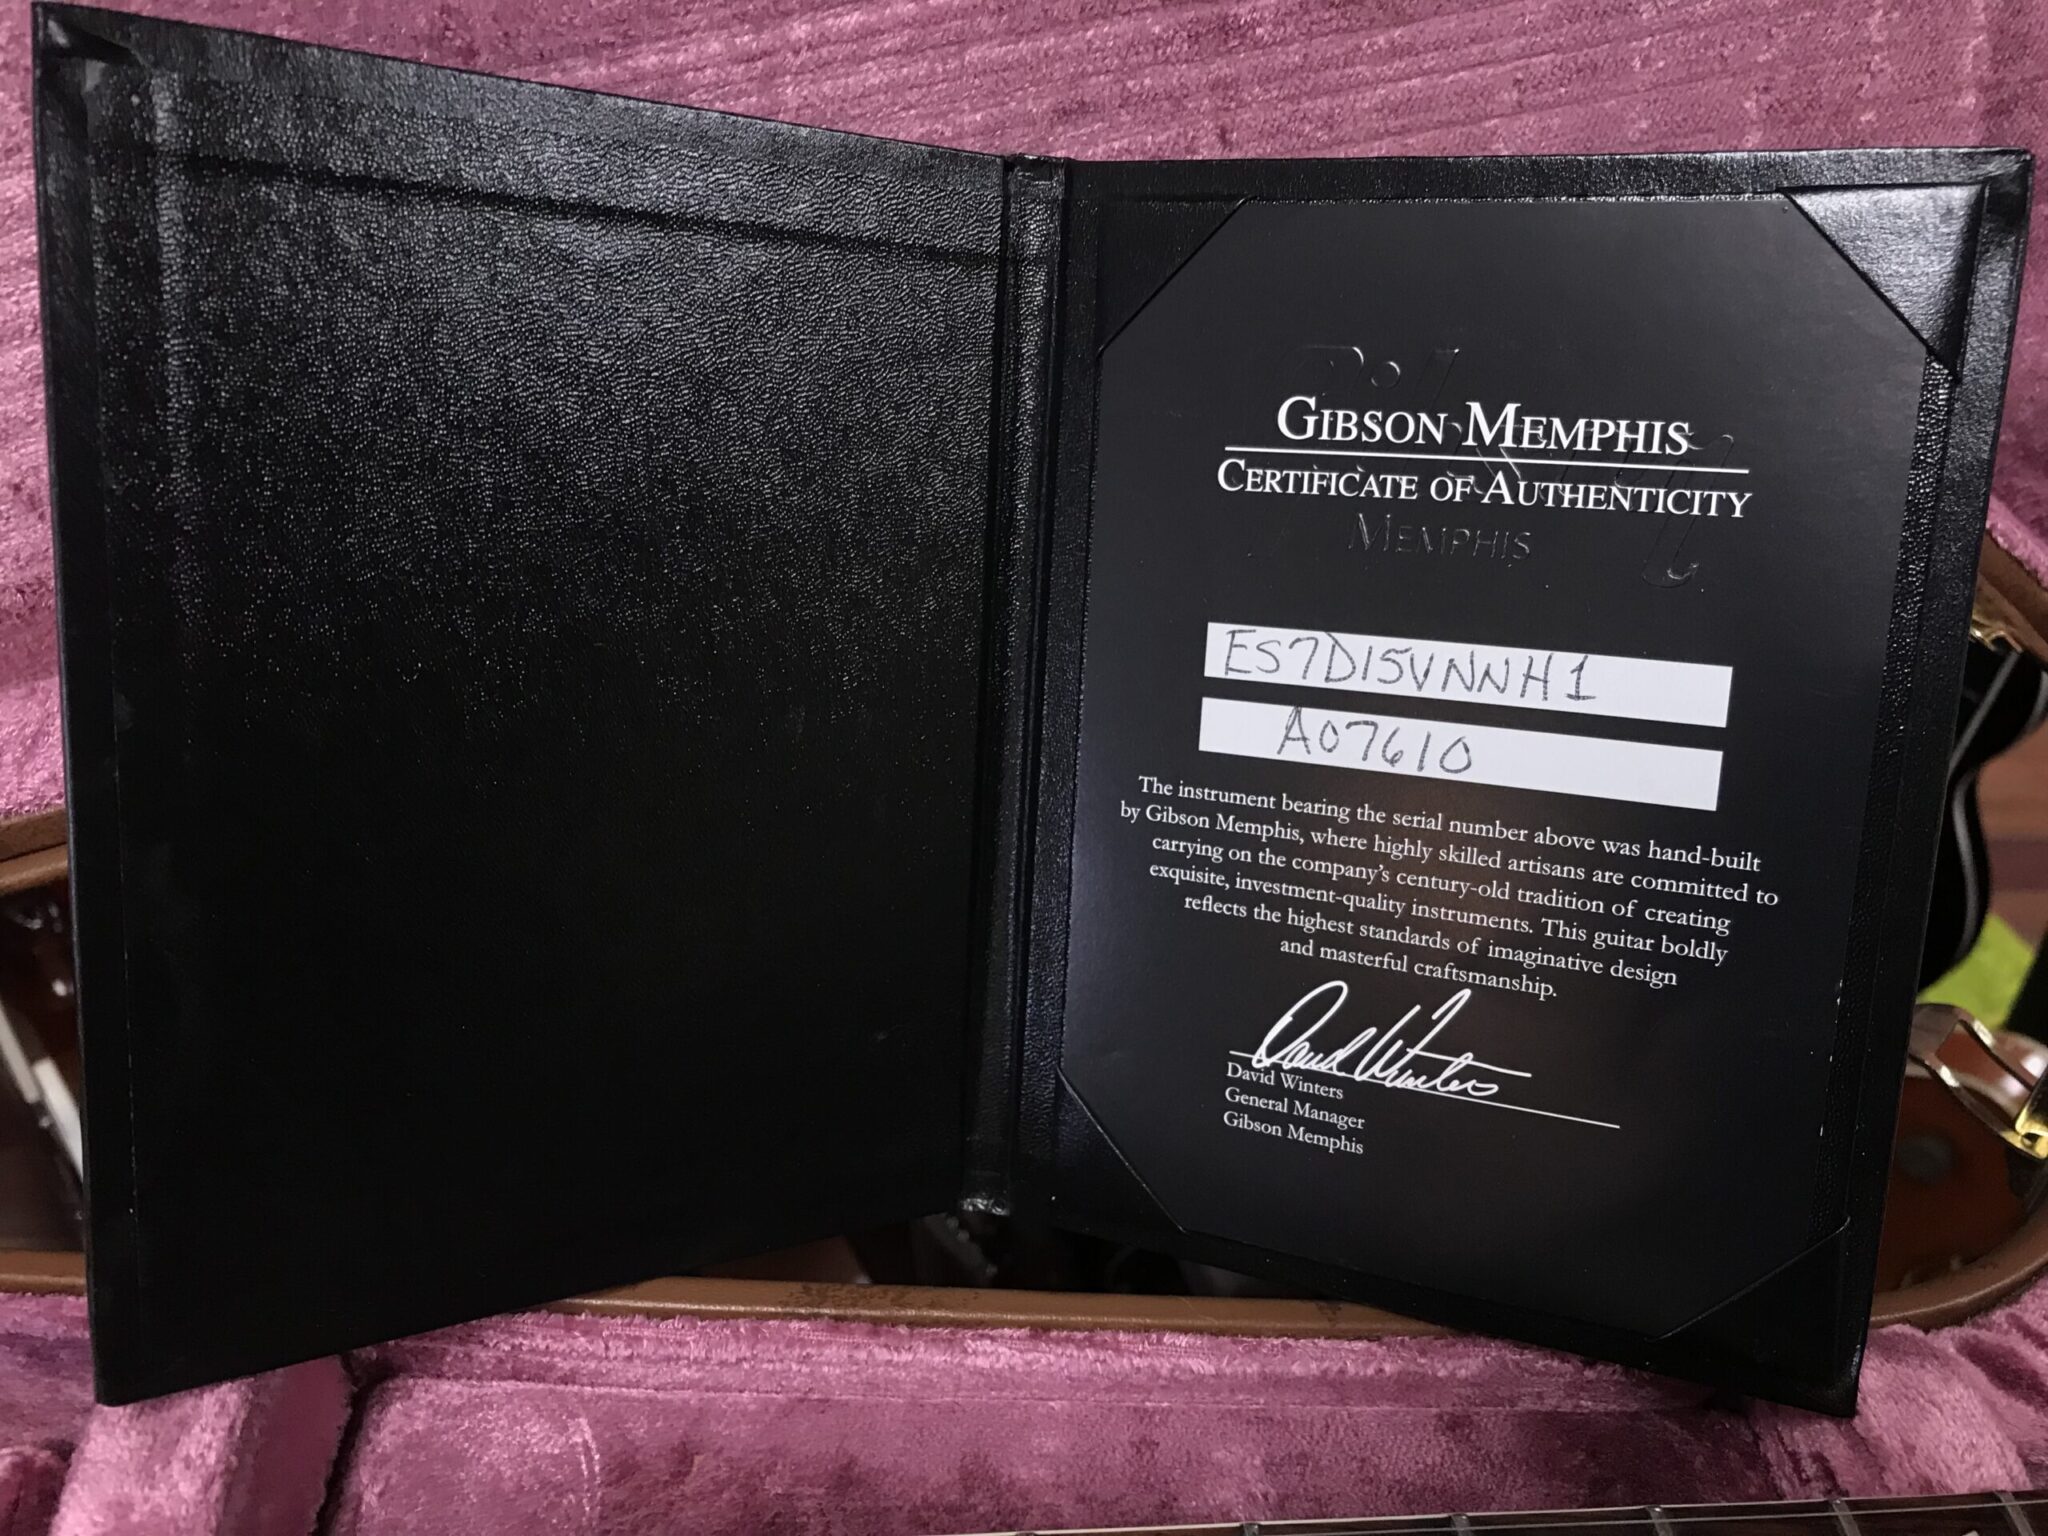 GIBSON MEMPHIS
CERTIFICATE OF AUTHENTICITY
MEMPHIS
ES7D15VNNH1
A07610
The instrument bearing the serial number above was hand-built
by Gibson Memphis, where highly skilled artisans are committed to
carrying on the company's century-old tradition of creating
exquisite, investment-quality instruments. This guitar boldly
reflects the highest standards of imaginative design
and masterful craftsmanship.
David Winters
David Winters
General Manager
Gibson Memphis